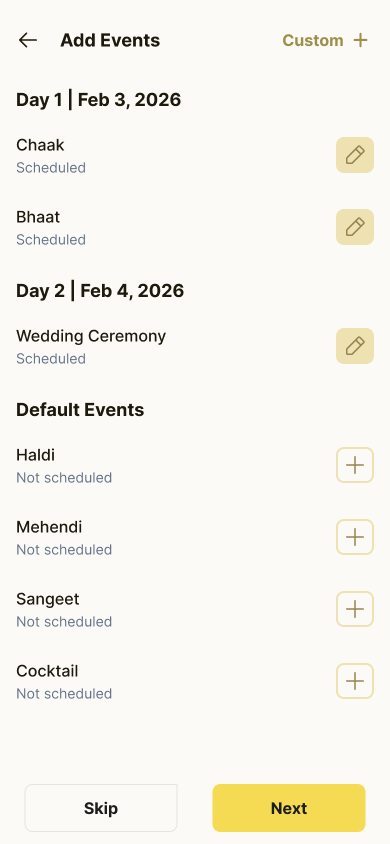 Add Events
Custom +
Day 1 | Feb 3, 2026
Chaak
Scheduled
Bhaat
Scheduled
Day 2 | Feb 4, 2026
Wedding Ceremony
Scheduled
Default Events
Haldi
Not scheduled
Mehendi
Not scheduled
Sangeet
Not scheduled
Cocktail
Not scheduled
Skip
Next